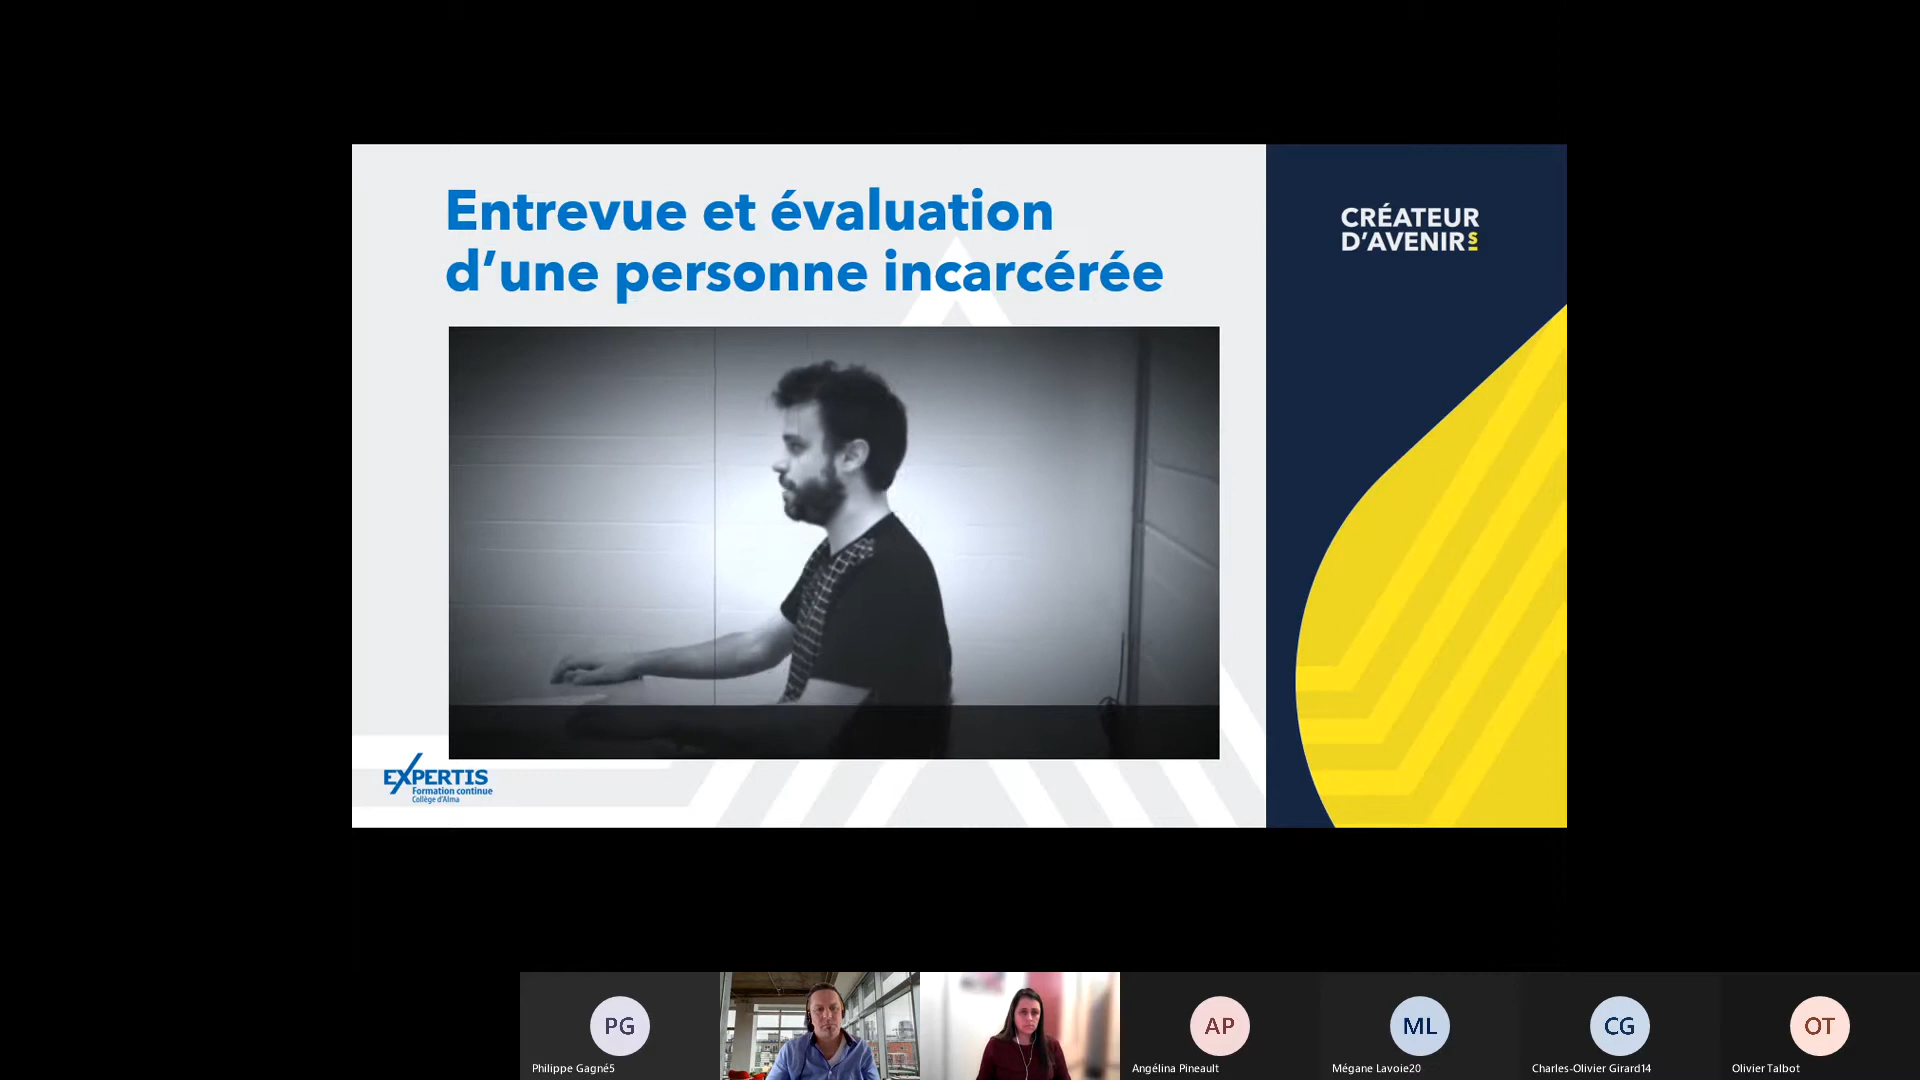 Entrevue et évaluation
d’une personne incarcérée
CRÉATEUR
D’AVENIRS
EXPERTIS
Formation continue
Collège d'Alma
PG
AP
ML
CG
OT
Philippe Gagné5
Angélina Pineault
Mégane Lavoie20
Charles-Olivier Girard14
Olivier Talbot